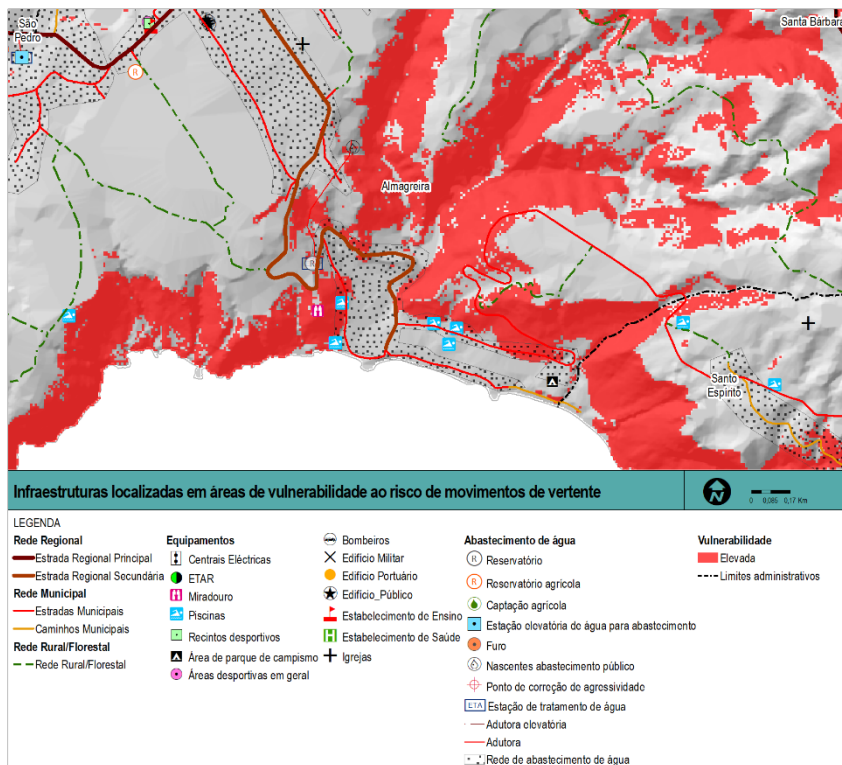 São
Pedro
Santa Bárbara
R
Almagreira
R
Santo
Espírito
Infraestruturas localizadas em áreas de vulnerabilidade ao risco de movimentos de vertente
N
0 0,085 0,17 Km
LEGENDA
Rede Regional
Estrada Regional Principal
Estrada Regional Secundária
Rede Municipal
Estradas Municipais
Caminhos Municipais
Rede Rural/Florestal
Rede Rural/Florestal
Equipamentos
Centrais Eléctricas
ETAR
Miradouro
Piscinas
Recintos desportivos
Área de parque de campismo
Áreas desportivas em geral
Bombeiros
Edifício Militar
Edifício Portuário
Edifício_Público
Estabelecimento de Ensino
H Estabelecimento de Saúde
Igrejas
Abastecimento de água
R Reservatório
R Reservatório agrícola
Captação agrícola
Estação elevatória de água para abastecimento
Furo
Nascentes abastecimento público
Ponto de correção de agressividade
ETA Estação de tratamento de água
Adutora elevatória
Adutora
Rede de abastecimento de água
Vulnerabilidade
Elevada
Limites administrativos